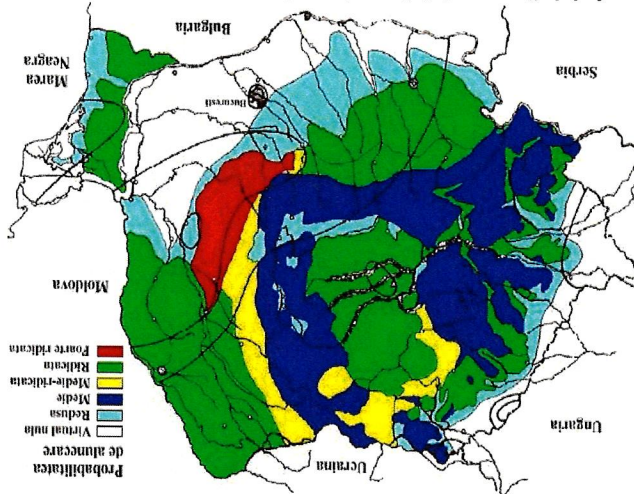 Ucraina
Probabilitatea
de alunecare
Virtual nula
Redusa
Medie
Medie-ridicata
Ridicata
Foarte ridicata
Ungaria
Moldova
Serbia
Bucuresti
Marea
Neagra
Bulgaria